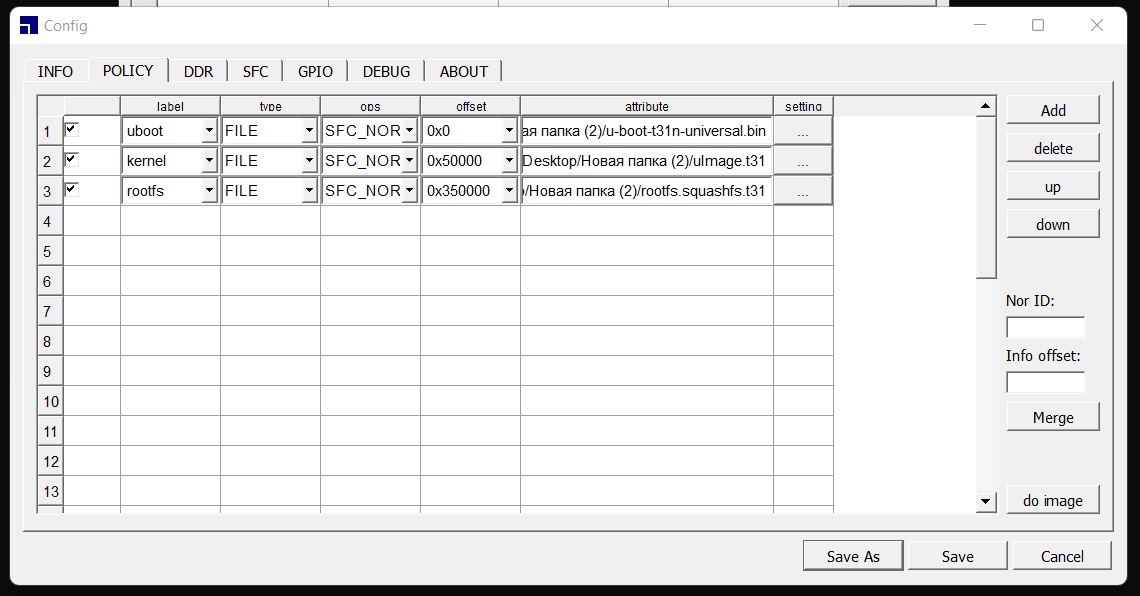 Config
INFO POLICY DDR SFC GPIO DEBUG ABOUT
label type ops offset attribute setting
1 uboot FILE SFC_NOR 0x0 ая папка (2)/u-boot-t31n-universal.bin ...
2 kernel FILE SFC_NOR 0x50000 Desktop/Новая папка (2)/uImage.t31 ...
3 rootfs FILE SFC_NOR 0x350000 /Новая папка (2)/rootfs.squashfs.t31 ...
4
5
6
7
8
9
10
11
12
13
Add
delete
up
down
Nor ID:
Info offset:
Merge
do image
Save As Save Cancel